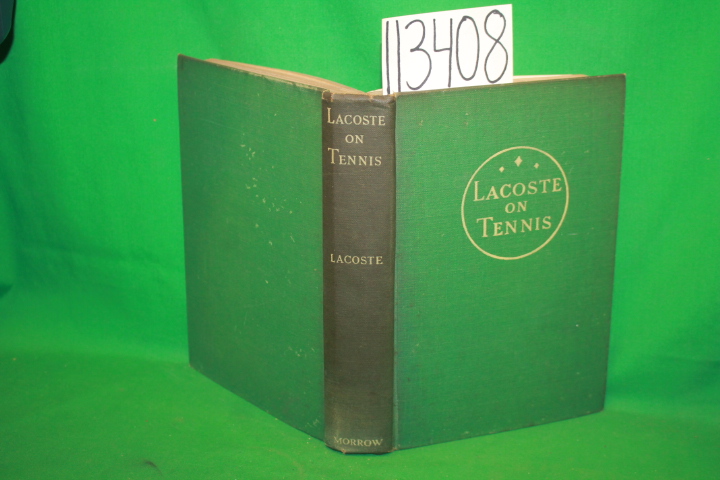 113408
LACOSTE
ON
TENNIS
LACOSTE
MORROW
LACOSTE
ON
TENNIS